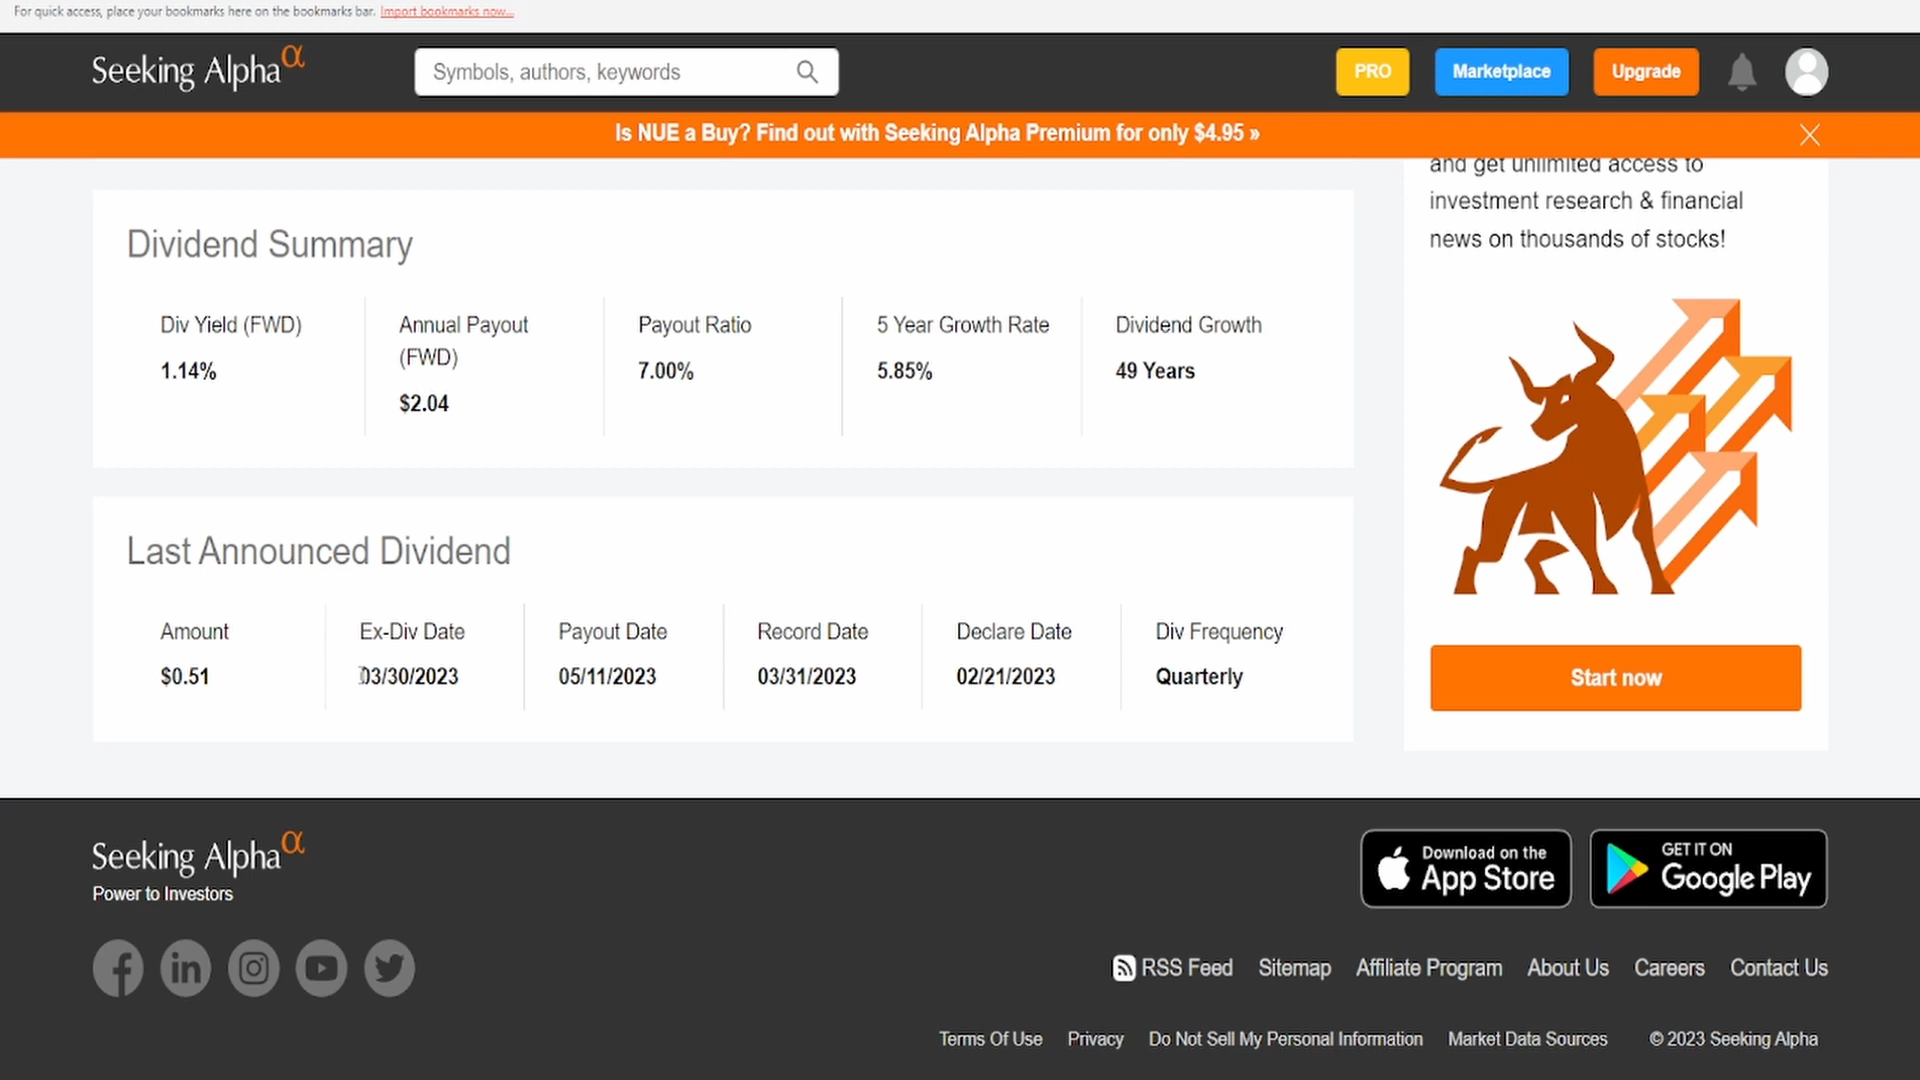 For quick access, place your bookmarks here on the bookmarks bar. Import bookmarks now...
Seeking Alpha α
Symbols, authors, keywords
PRO
Marketplace
Upgrade
Is NUE a Buy? Find out with Seeking Alpha Premium for only $4.95 »
and get unlimited access to
investment research & financial
news on thousands of stocks!
Dividend Summary
Div Yield (FWD)
1.14%
Annual Payout
(FWD)
$2.04
Payout Ratio
7.00%
5 Year Growth Rate
5.85%
Dividend Growth
49 Years
Last Announced Dividend
Amount
$0.51
Ex-Div Date
03/30/2023
Payout Date
05/11/2023
Record Date
03/31/2023
Declare Date
02/21/2023
Div Frequency
Quarterly
Start now
Seeking Alpha α
Power to Investors
Download on the
App Store
GET IT ON
Google Play
RSS Feed Sitemap Affiliate Program About Us Careers Contact Us
Terms Of Use Privacy Do Not Sell My Personal Information Market Data Sources © 2023 Seeking Alpha